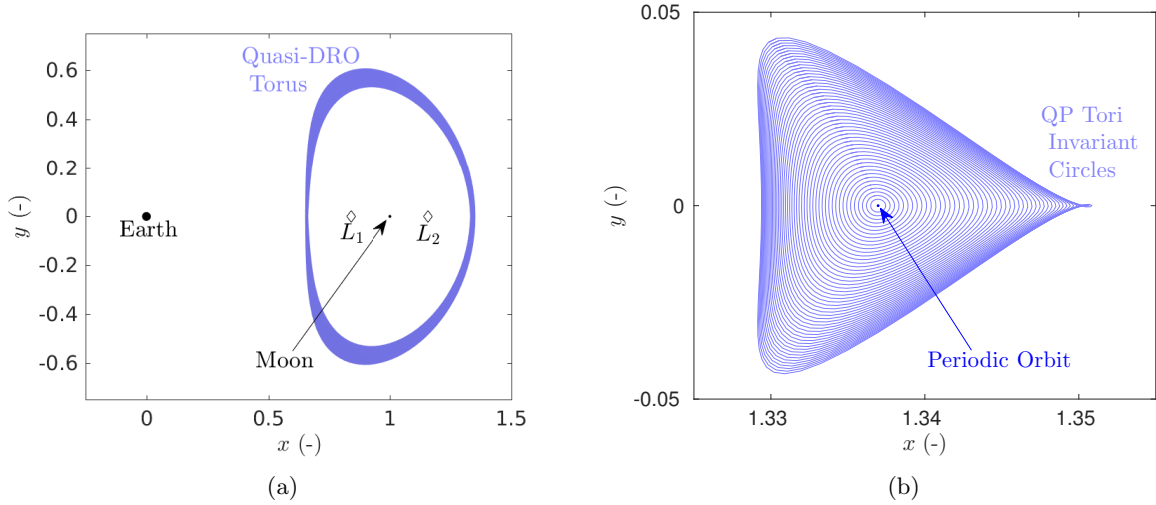 Quasi-DRO
Torus
0.6
0.4
0.2
0
-0.2
-0.4
-0.6
y (-)
Earth
L1
L2
Moon
0
0.5
1
1.5
x (-)
(a)
0.05
0
-0.05
y (-)
QP Tori
Invariant
Circles
Periodic Orbit
1.33
1.34
1.35
x (-)
(b)